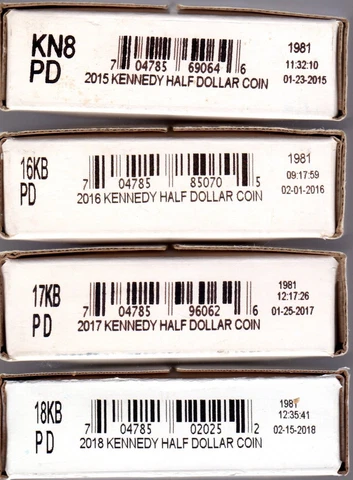 KN8
PD
7 04785 69064 6
2015 KENNEDY HALF DOLLAR COIN
1981
11:32:10
01-23-2015
16KB
PD
7 04785 85070 5
2016 KENNEDY HALF DOLLAR COIN
1981
09:17:59
02-01-2016
17KB
PD
7 04785 96062 6
2017 KENNEDY HALF DOLLAR COIN
1981
12:17:26
01-25-2017
18KB
PD
7 04785 02025 2
2018 KENNEDY HALF DOLLAR COIN
1981
12:35:41
02-15-2018